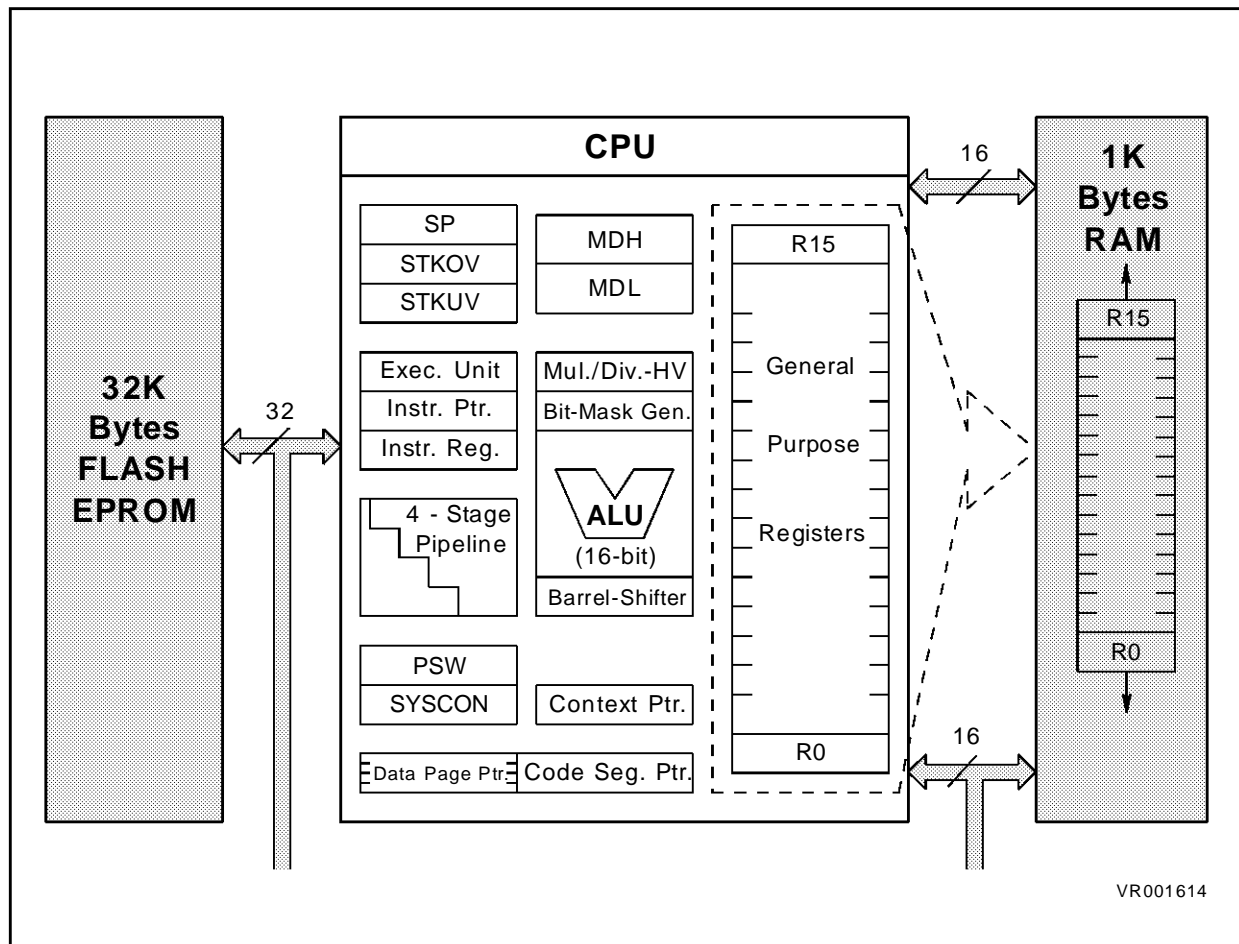 CPU
32K
Bytes
FLASH
EPROM
32
SP
STKOV
STKUV
MDH
MDL
Exec. Unit
Instr. Ptr.
Instr. Reg.
Mul./Div.-HV
Bit-Mask Gen.
ALU
(16-bit)
Barrel-Shifter
4 - Stage
Pipeline
PSW
SYSCON
Context Ptr.
Data Page Ptr.
Code Seg. Ptr.
R15
General
Purpose
Registers
R0
16
16
1K
Bytes
RAM
R15
R0
VR001614